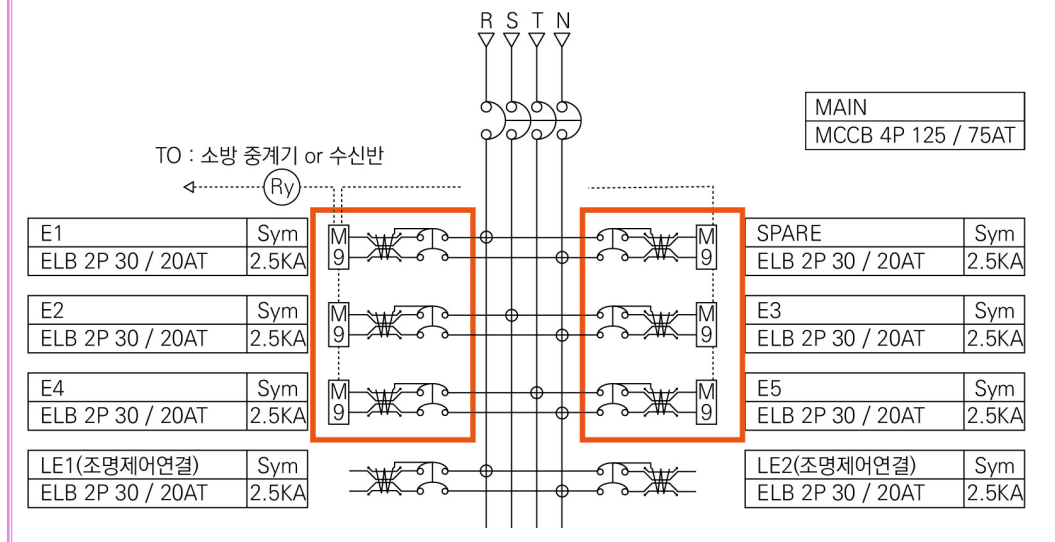 R S T N
MAIN
MCCB 4P 125 / 75AT
TO : 소방 중계기 or 수신반
Ry
E1 Sym
ELB 2P 30 / 20AT 2.5KA
M
9
M
9
SPARE Sym
ELB 2P 30 / 20AT 2.5KA
E2 Sym
ELB 2P 30 / 20AT 2.5KA
M
9
M
9
E3 Sym
ELB 2P 30 / 20AT 2.5KA
E4 Sym
ELB 2P 30 / 20AT 2.5KA
M
9
M
9
E5 Sym
ELB 2P 30 / 20AT 2.5KA
LE1(조명제어연결) Sym
ELB 2P 30 / 20AT 2.5KA
LE2(조명제어연결) Sym
ELB 2P 30 / 20AT 2.5KA